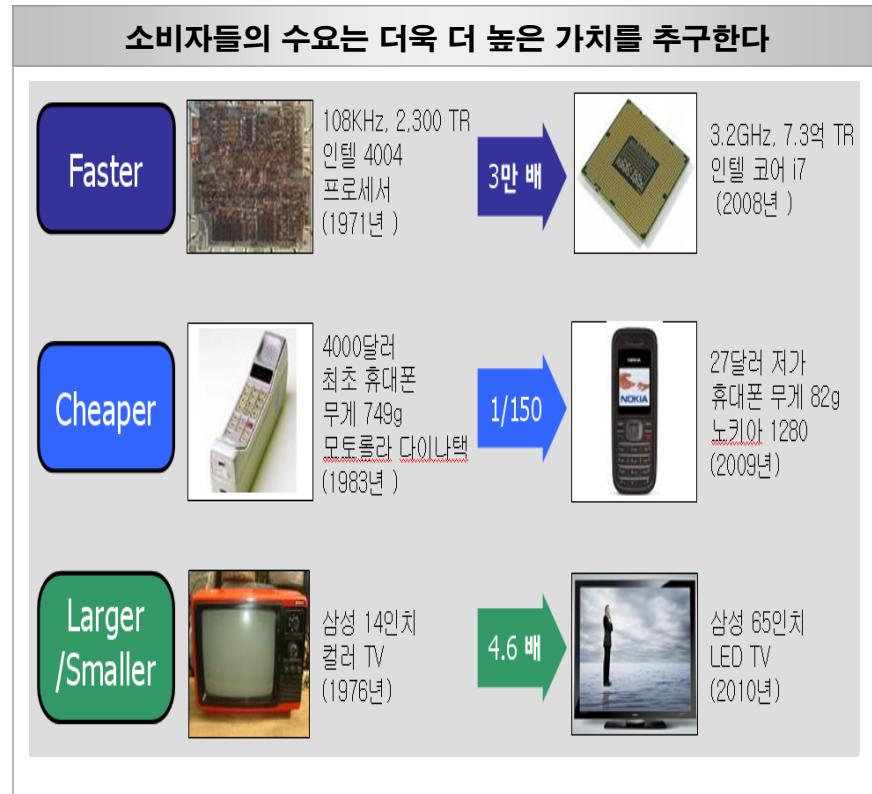 소비자들의 수요는 더욱 더 높은 가치를 추구한다
Faster
108KHz, 2,300 TR
인텔 4004
프로세서
(1971년 )
3만 배
3.2GHz, 7.3억 TR
인텔 코어 i7
(2008년 )
Cheaper
4000달러
최초 휴대폰
무게 749g
모토롤라 다이나택
(1983년 )
1/150
NOKIA
NOKIA
27달러 저가
휴대폰 무게 82g
노키아 1280
(2009년)
Larger
/Smaller
삼성 14인치
컬러 TV
(1976년)
4.6 배
삼성 65인치
LED TV
(2010년)